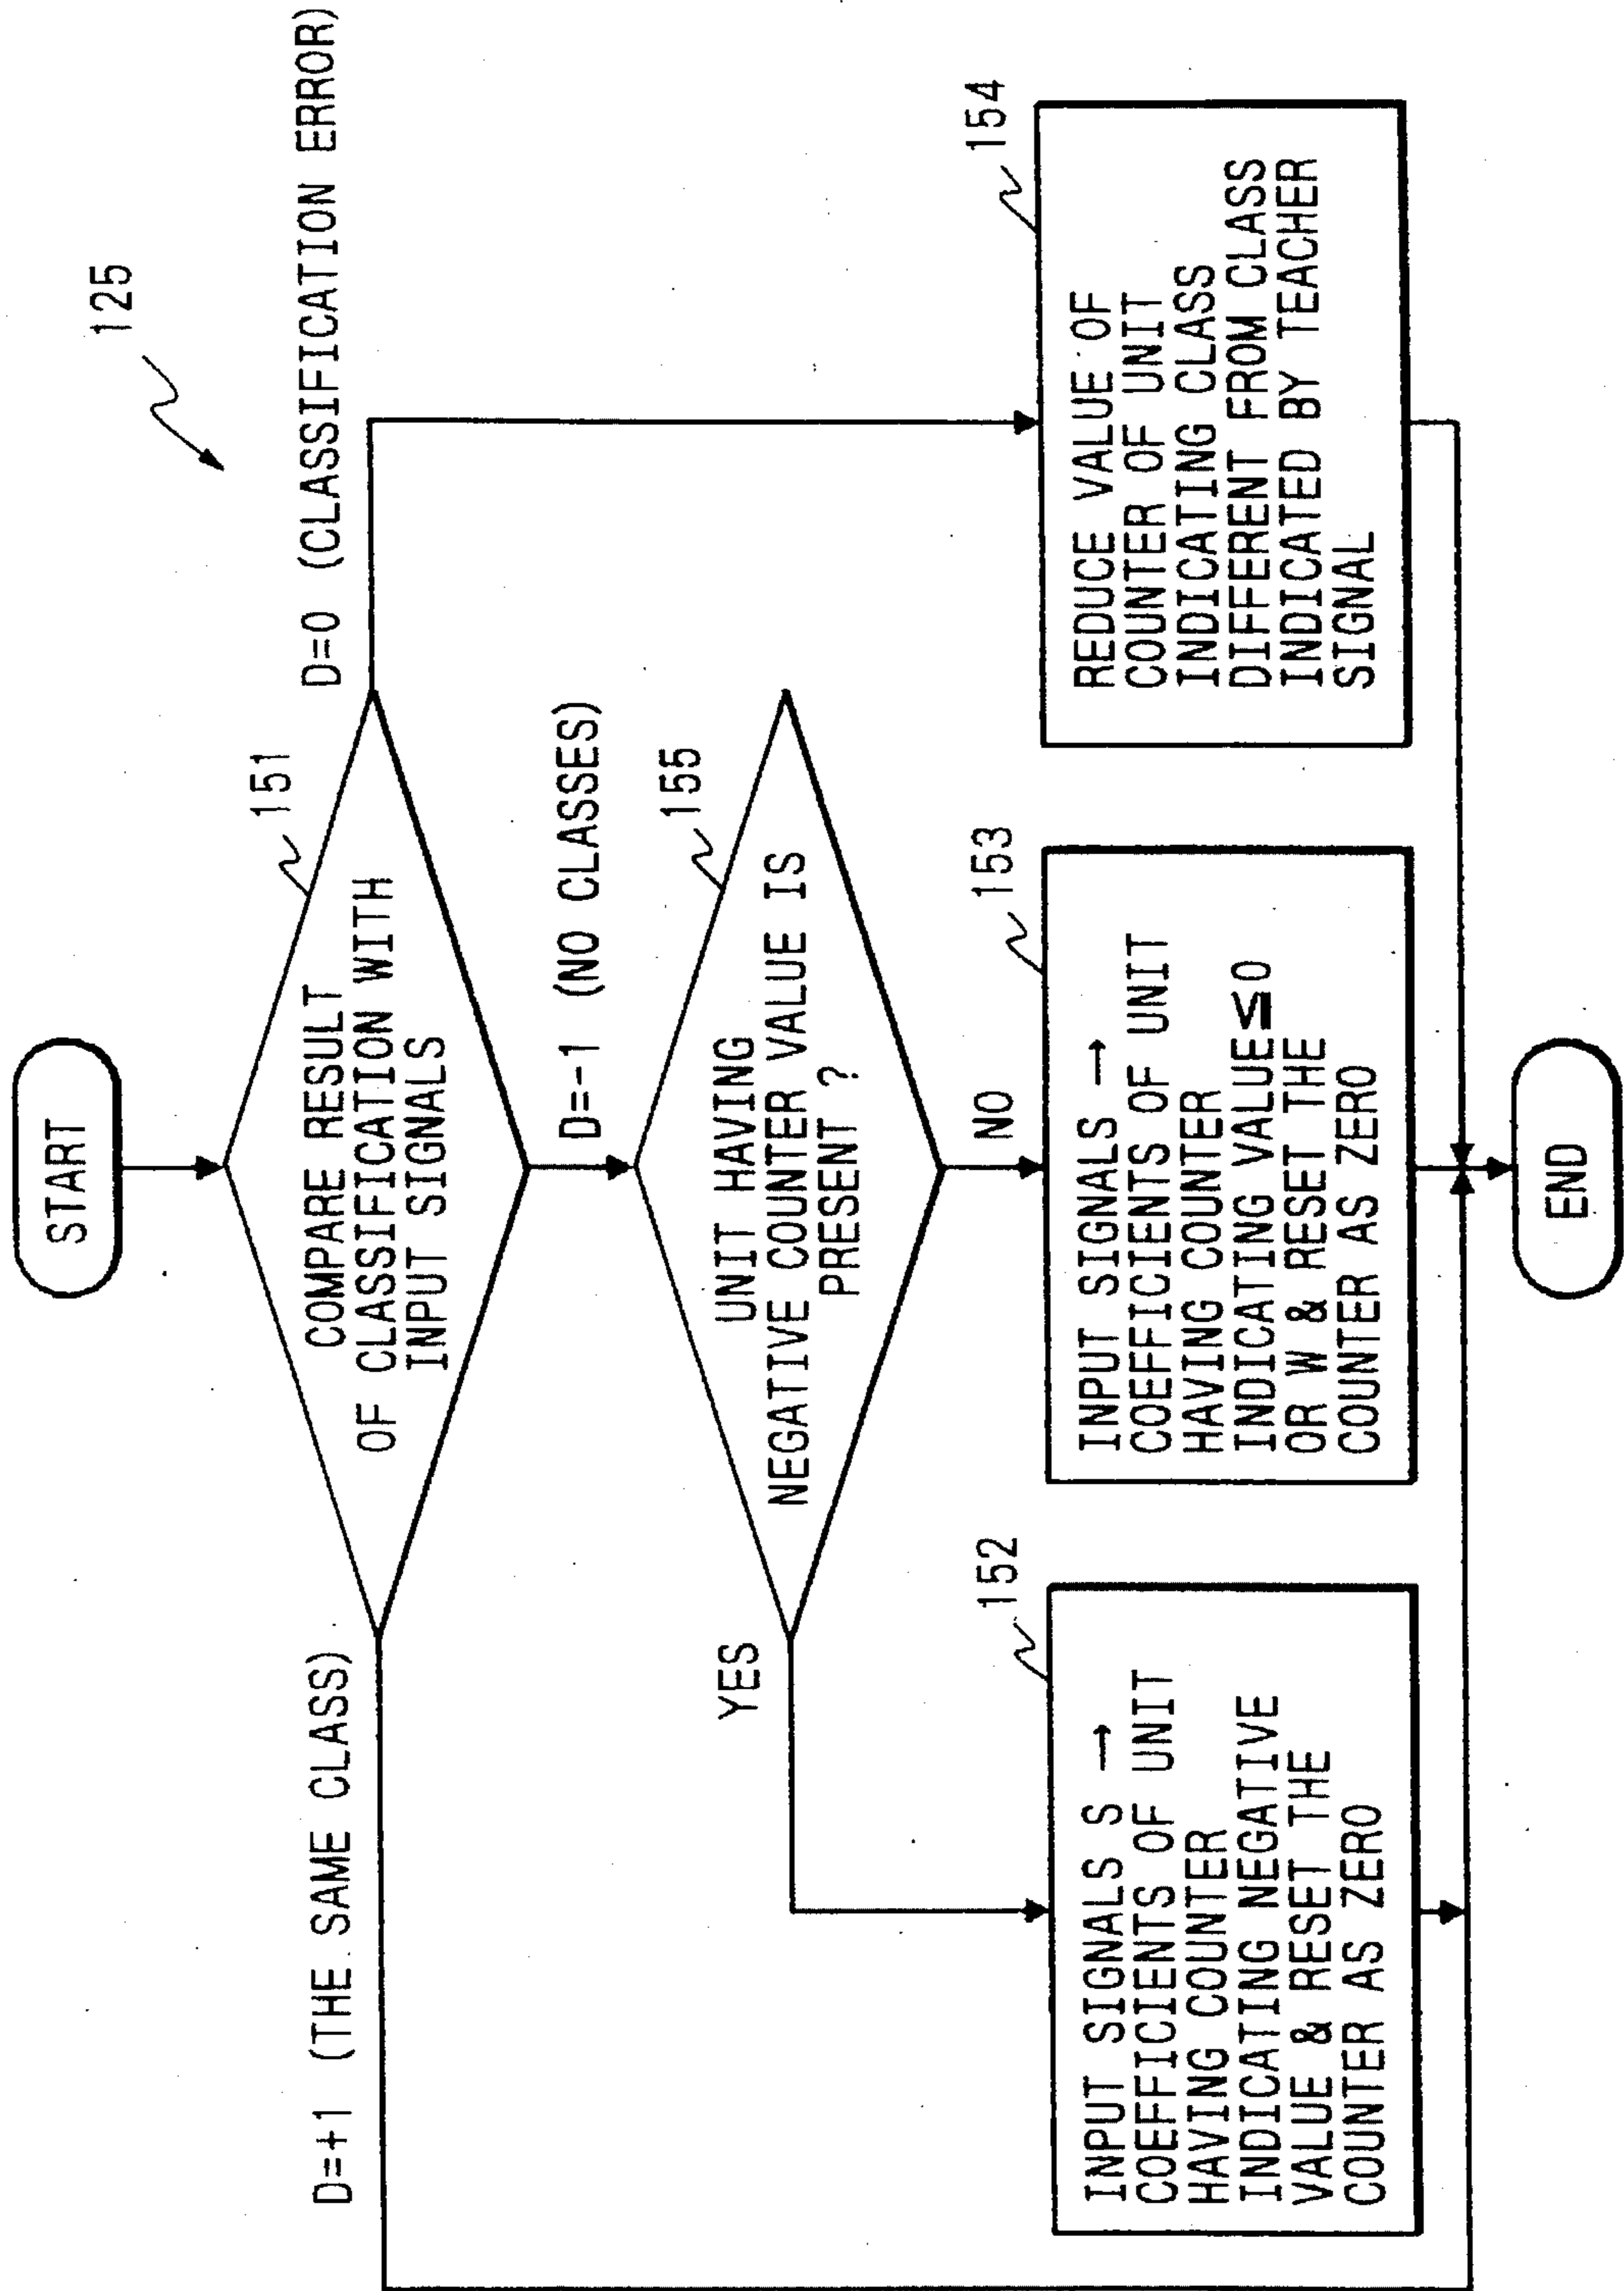 125
START
COMPARE RESULT
OF CLASSIFICATION WITH
INPUT SIGNALS
151
D=+1 (THE SAME CLASS)
D=0 (CLASSIFICATION ERROR)
D=-1 (NO CLASSES)
UNIT HAVING
NEGATIVE COUNTER VALUE IS
PRESENT ?
155
YES
NO
152
INPUT SIGNALS S →
COEFFICIENTS OF UNIT
HAVING COUNTER
INDICATING NEGATIVE
VALUE & RESET THE
COUNTER AS ZERO
153
INPUT SIGNALS →
COEFFICIENTS OF UNIT
HAVING COUNTER
INDICATING VALUE≦0
OR W & RESET THE
COUNTER AS ZERO
154
REDUCE VALUE OF
COUNTER OF UNIT
INDICATING CLASS
DIFFERENT FROM CLASS
INDICATED BY TEACHER
SIGNAL
END